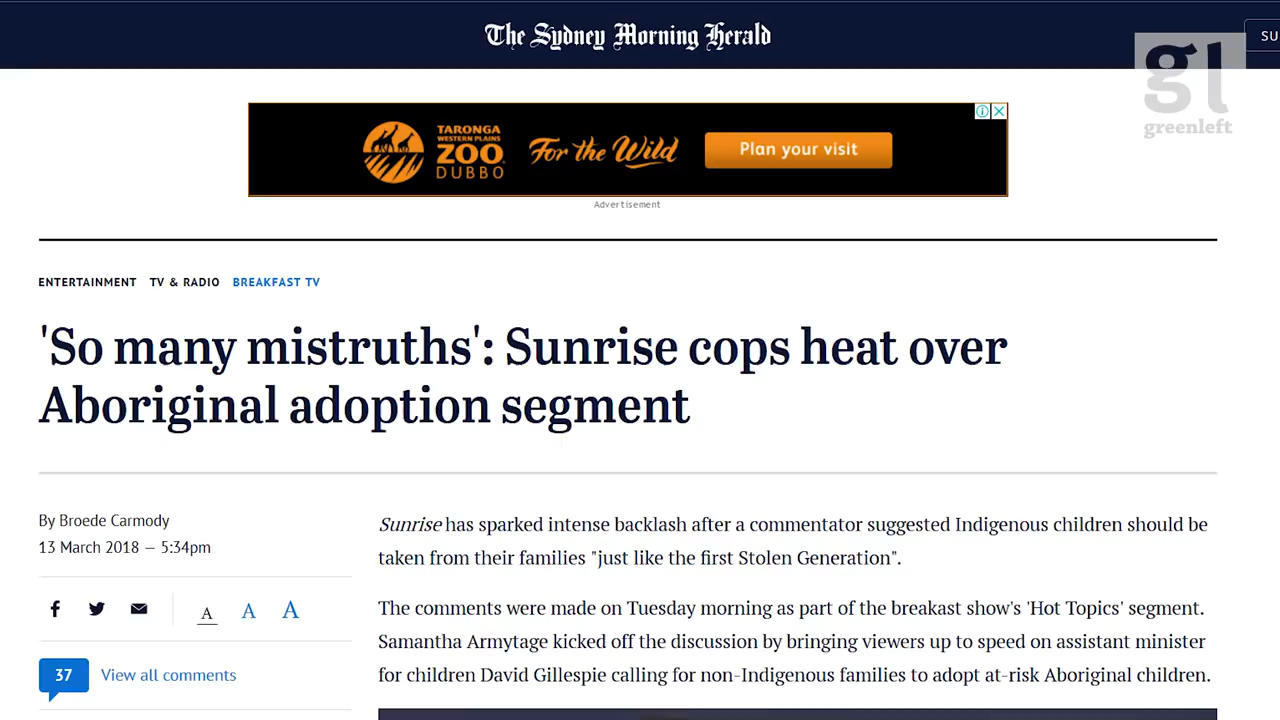 The Sydney Morning Herald
SU
gl
greenleft
TARONGA
WESTERN PLAINS
ZOO
DUBBO
For the Wild
Plan your visit
Advertisement
ENTERTAINMENT TV & RADIO BREAKFAST TV
'So many mistruths': Sunrise cops heat over
Aboriginal adoption segment
By Broede Carmody
13 March 2018 — 5:34pm
A A A
37 View all comments
Sunrise has sparked intense backlash after a commentator suggested Indigenous children should be
taken from their families "just like the first Stolen Generation".
The comments were made on Tuesday morning as part of the breakast show's 'Hot Topics' segment.
Samantha Armytage kicked off the discussion by bringing viewers up to speed on assistant minister
for children David Gillespie calling for non-Indigenous families to adopt at-risk Aboriginal children.